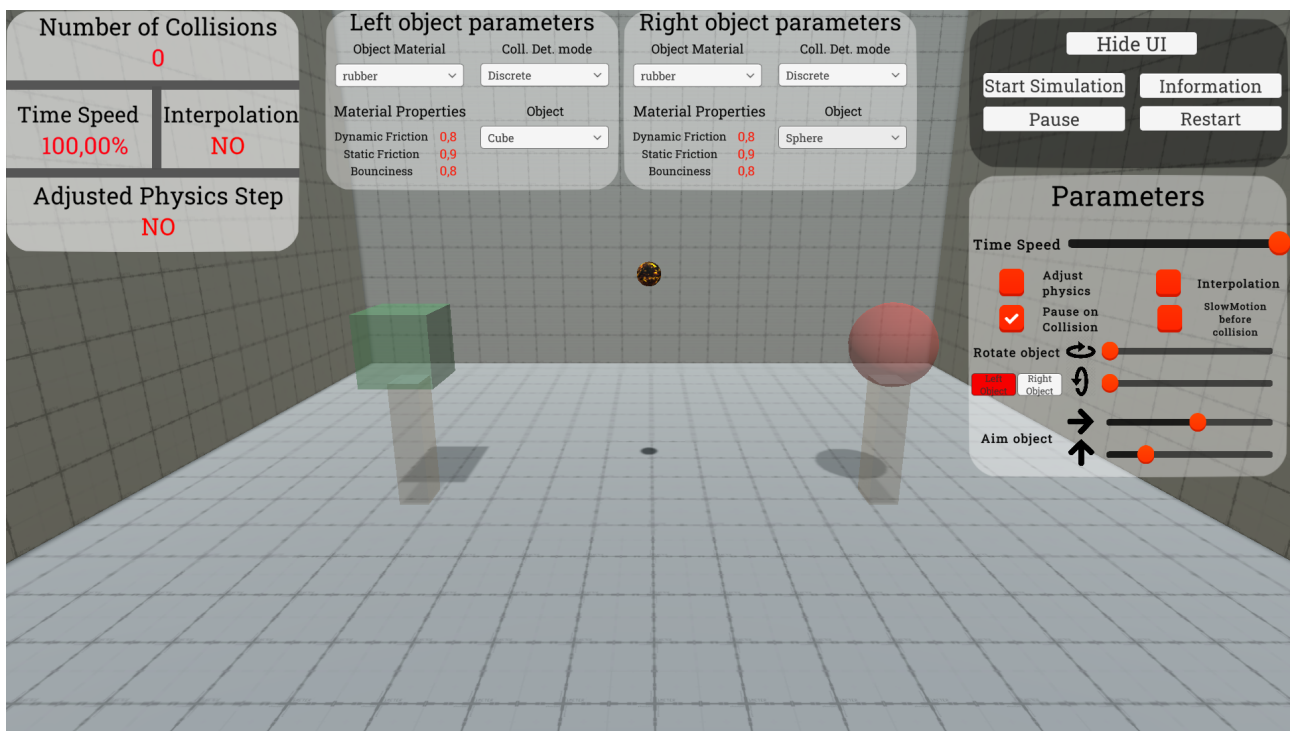 Number of Collisions
0
Time Speed
100,00%
Interpolation
NO
Adjusted Physics Step
NO
Left object parameters
Object Material
Coll. Det. mode
rubber
Discrete
Material Properties
Object
Dynamic Friction 0,8
Cube
Static Friction 0,9
Bounciness 0,8
Right object parameters
Object Material
Coll. Det. mode
rubber
Discrete
Material Properties
Object
Dynamic Friction 0,8
Sphere
Static Friction 0,9
Bounciness 0,8
Hide UI
Start Simulation
Information
Pause
Restart
Parameters
Time Speed
Adjust
physics
Interpolation
Pause on
Collision
SlowMotion
before
collision
Rotate object
Left
Object
Right
Object
Aim object